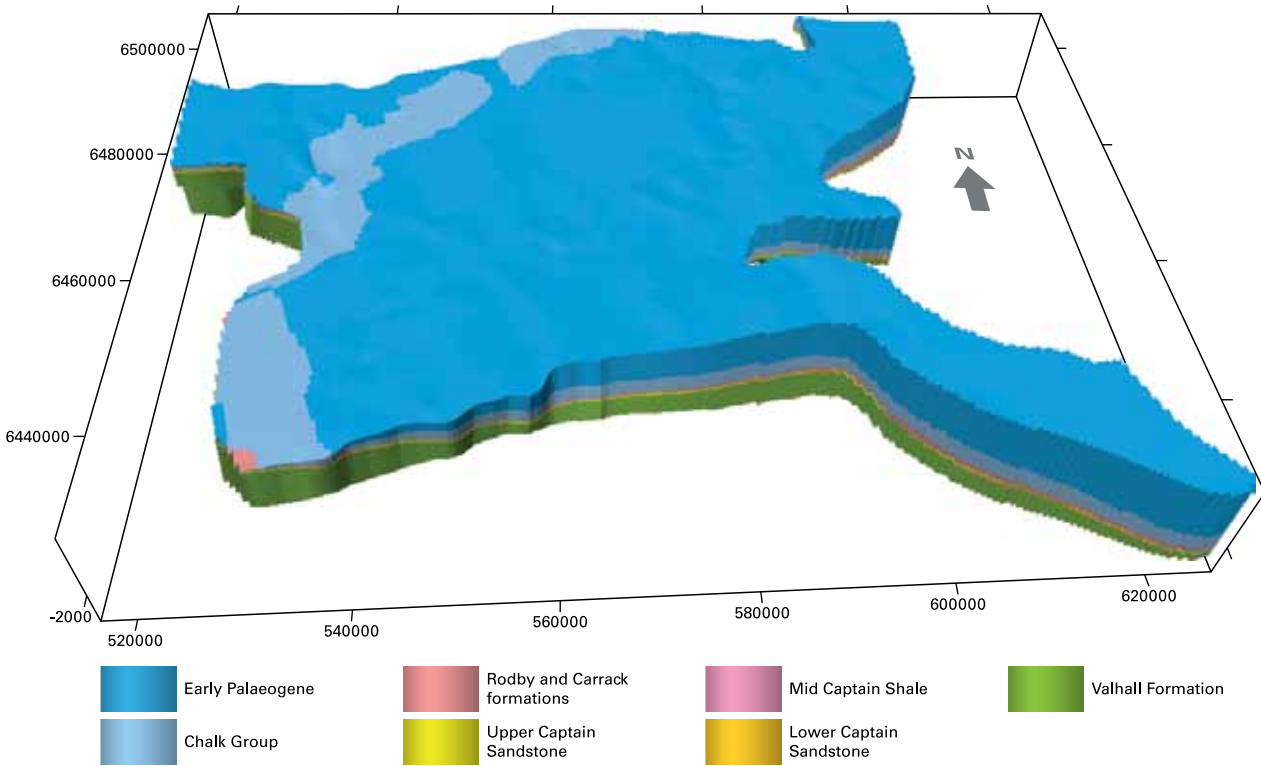 6500000
6480000
N
6460000
6440000
-2000
520000
540000
560000
580000
600000
620000
Early Palaeogene
Rodby and Carrack
formations
Mid Captain Shale
Valhall Formation
Chalk Group
Upper Captain
Sandstone
Lower Captain
Sandstone